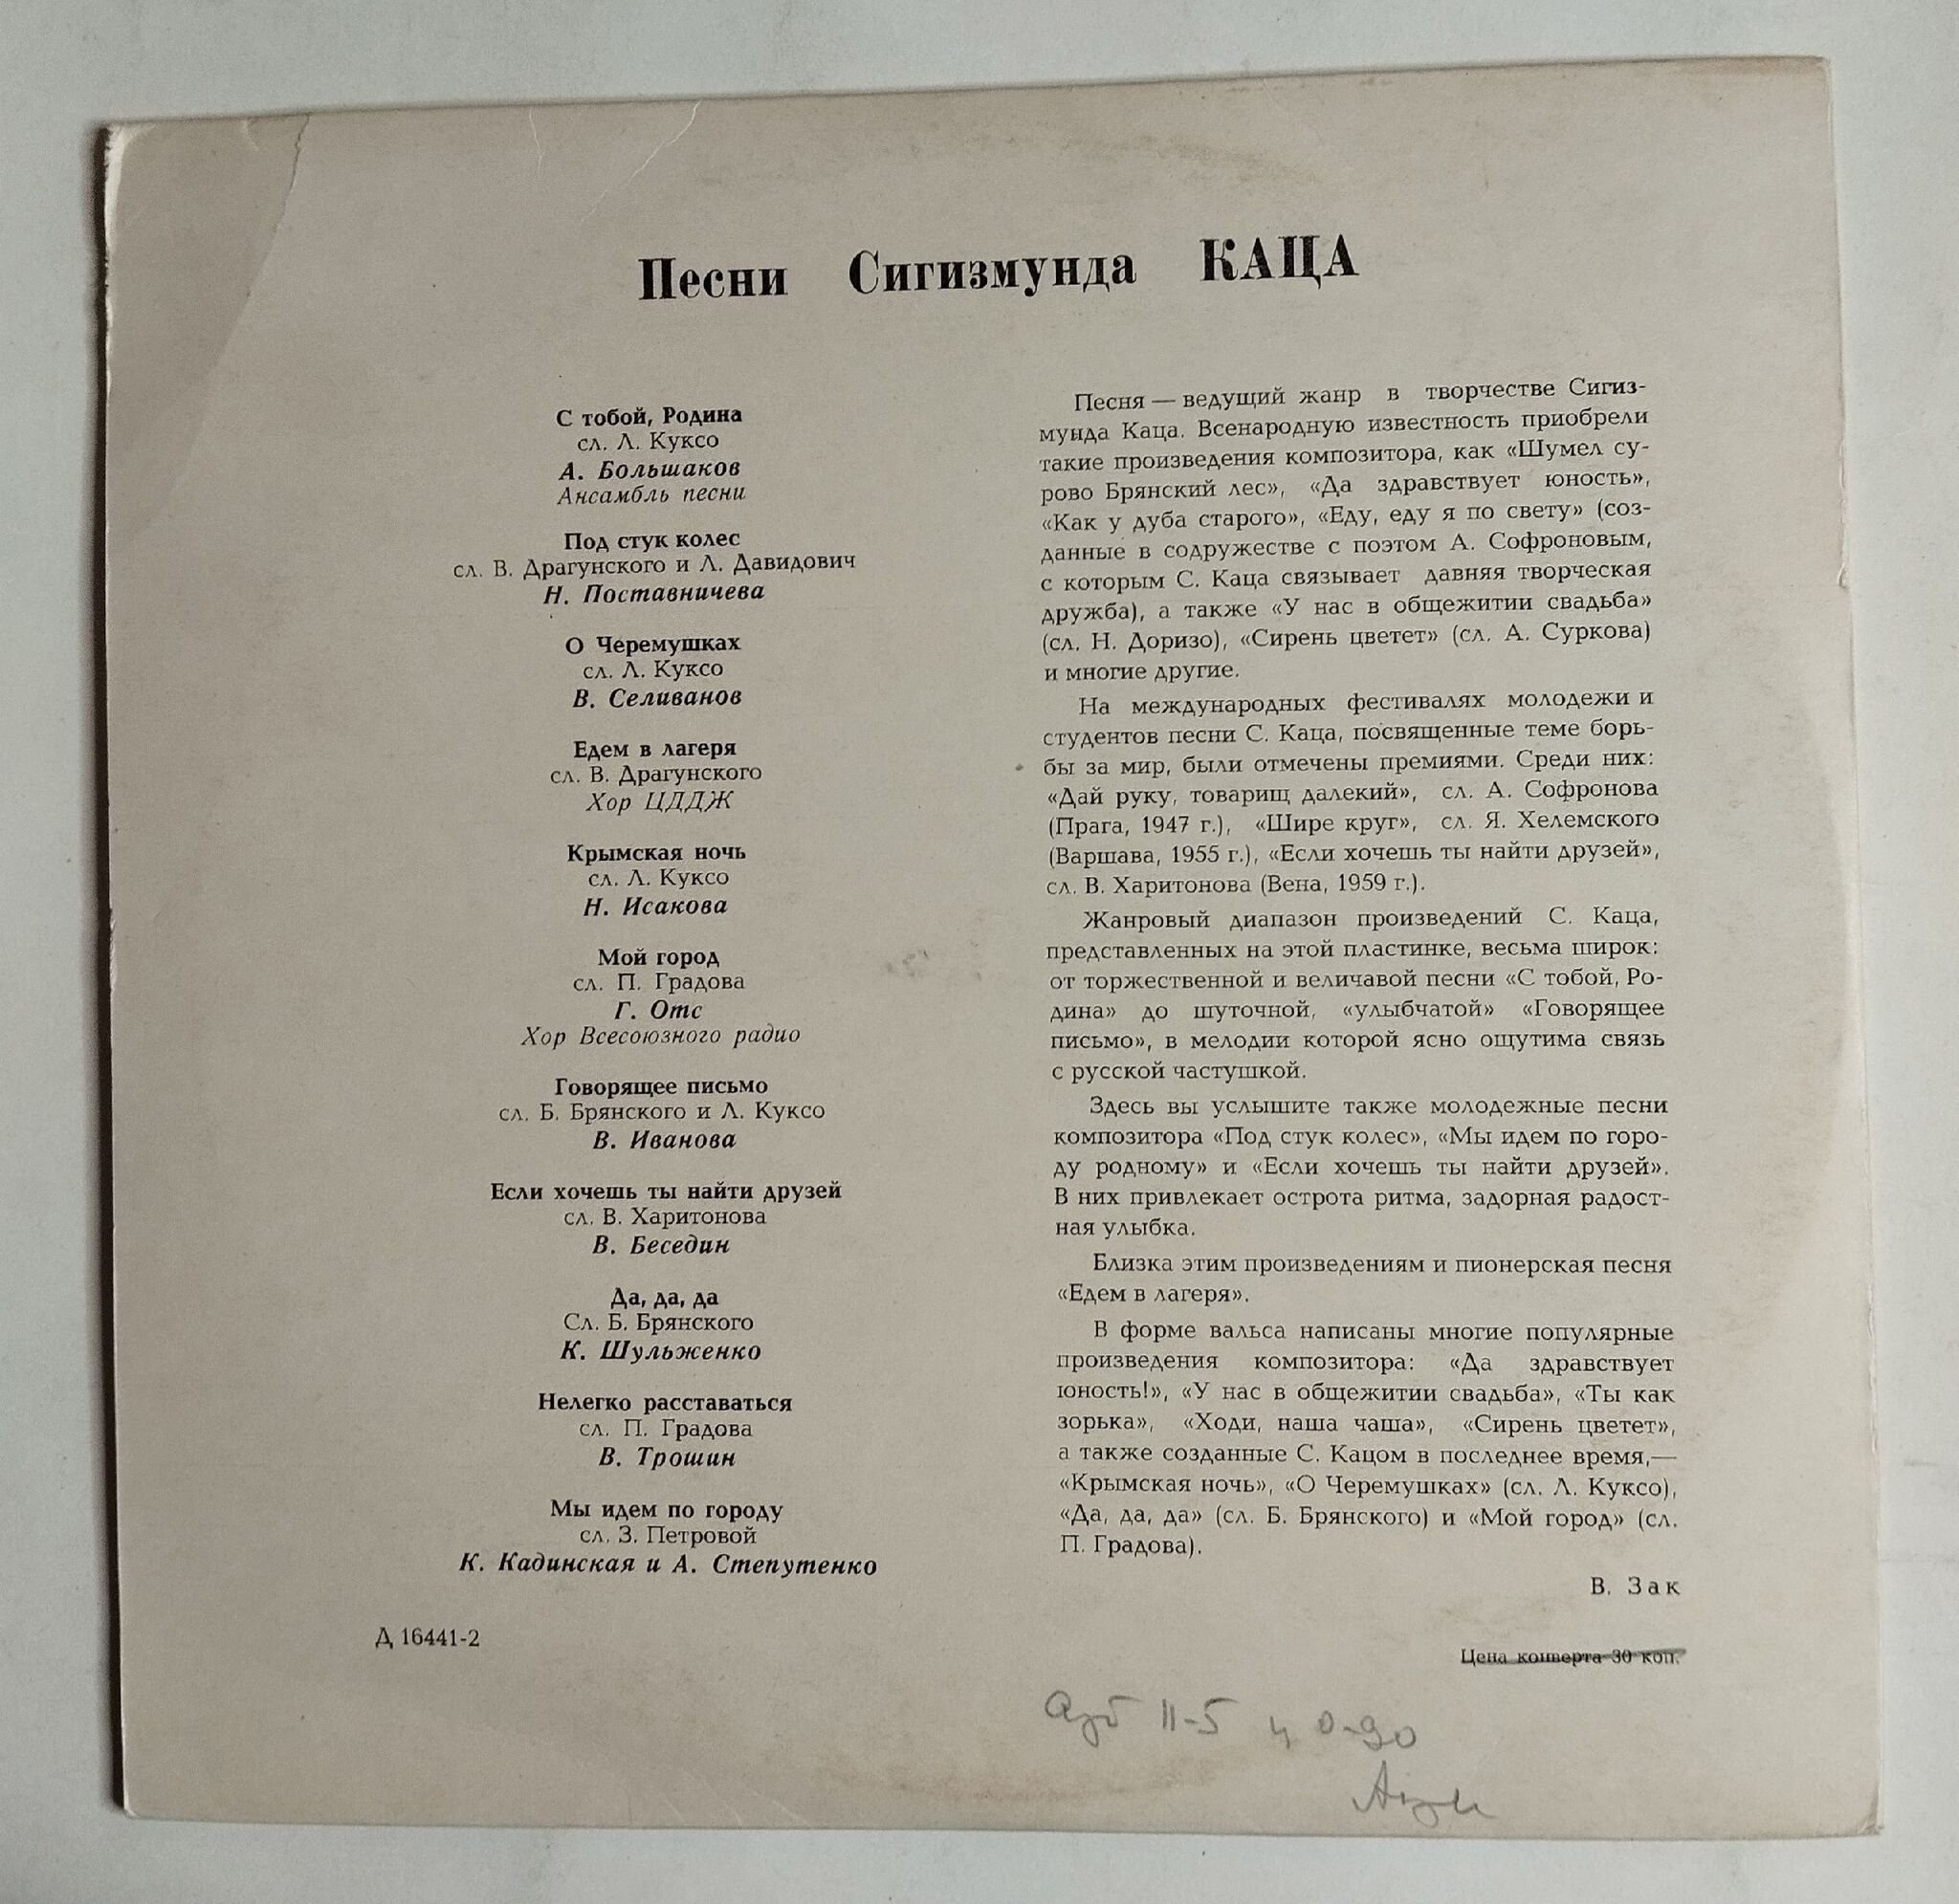 Песни Сигизмунда КАЦА
С тобой, Родина
сл. Л. Куксо
А. Большаков
Ансамбль песни
Под стук колес
сл. В. Драгунского и Л. Давидович
Н. Поставничева
О Черемушках
сл. Л. Куксо
В. Селиванов
Едем в лагеря
сл. В. Драгунского
Хор ЦДДЖ
Крымская ночь
сл. Л. Куксо
Н. Исакова
Мой город
сл. П. Градова
Г. Отс
Хор Всесоюзного радио
Говорящее письмо
сл. Б. Брянского и Л. Куксо
В. Иванова
Если хочешь ты найти друзей
сл. В. Харитонова
В. Беседин
Да, да, да
Сл. Б. Брянского
К. Шульженко
Нелегко расставаться
сл. П. Градова
В. Трошин
Мы идем по городу
сл. З. Петровой
К. Кадинская и А. Степутенко
Д 16441-2
Песня — ведущий жанр в творчестве Сигиз-
мунда Каца. Всенародную известность приобрели
такие произведения композитора, как «Шумел су-
рово Брянский лес», «Да здравствует юность»,
«Как у дуба старого», «Еду, еду я по свету» (соз-
данные в содружестве с поэтом А. Софроновым,
с которым С. Каца связывает давняя творческая
дружба), а также «У нас в общежитии свадьба»
(сл. Н. Доризо), «Сирень цветет» (сл. А. Суркова)
и многие другие.
На международных фестивалях молодежи и
студентов песни С. Каца, посвященные теме борь-
бы за мир, были отмечены премиями. Среди них:
«Дай руку, товарищ далекий», сл. А. Софронова
(Прага, 1947 г.), «Шире круг», сл. Я. Хелемского
(Варшава, 1955 г.), «Если хочешь ты найти друзей»,
сл. В. Харитонова (Вена, 1959 г.).
Жанровый диапазон произведений С. Каца,
представленных на этой пластинке, весьма широк:
от торжественной и величавой песни «С тобой, Ро-
дина» до шуточной, «улыбчатой» «Говорящее
письмо», в мелодии которой ясно ощутима связь
с русской частушкой.
Здесь вы услышите также молодежные песни
композитора «Под стук колес», «Мы идем по горо-
ду родному» и «Если хочешь ты найти друзей».
В них привлекает острота ритма, задорная радост-
ная улыбка.
Близка этим произведениям и пионерская песня
«Едем в лагеря».
В форме вальса написаны многие популярные
произведения композитора: «Да здравствует
юность!», «У нас в общежитии свадьба», «Ты как
зорька», «Ходи, наша чаша», «Сирень цветет»,
а также созданные С. Кацом в последнее время,—
«Крымская ночь», «О Черемушках» (сл. Л. Куксо),
«Да, да, да» (сл. Б. Брянского) и «Мой город» (сл.
П. Градова).
В. Зак
Цена конверта 30 коп.
II-5 ц 0-90